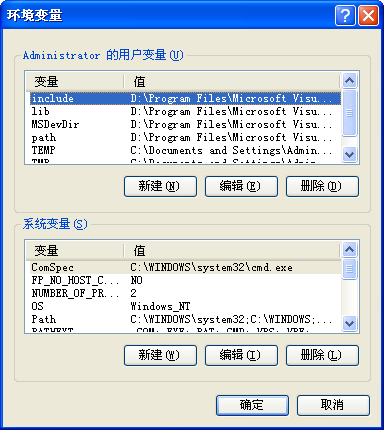 环境变量
Administrator 的用户变量(U)
变量 值
include D:\Program Files\Microsoft Visu...
lib D:\Program Files\Microsoft Visu...
MSDevDir D:\Program Files\Microsoft Visu...
path D:\Program Files\Microsoft Visu...
TEMP C:\Documents and Settings\Admin...
TMP C:\Documents and Settings\Admin...
新建(N) 编辑(E) 删除(D)
系统变量(S)
变量 值
ComSpec C:\WINDOWS\system32\cmd.exe
FP_NO_HOST_C... NO
NUMBER_OF_PR... 2
OS Windows_NT
Path C:\WINDOWS\system32;C:\WINDOWS;...
PATHEXT .COM;.EXE;.BAT;.CMD;.VBS;.VBE;...
新建(W) 编辑(I) 删除(L)
确定 取消